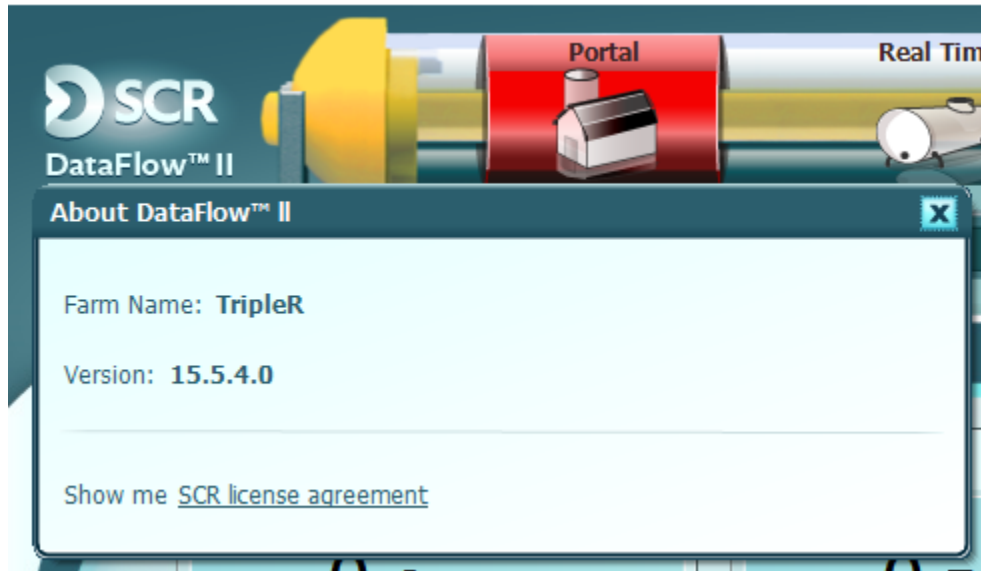 Portal
Real Tim
SCR
DataFlow™ II
About DataFlow™ II
Farm Name: TripleR
Version: 15.5.4.0
Show me SCR license agreement